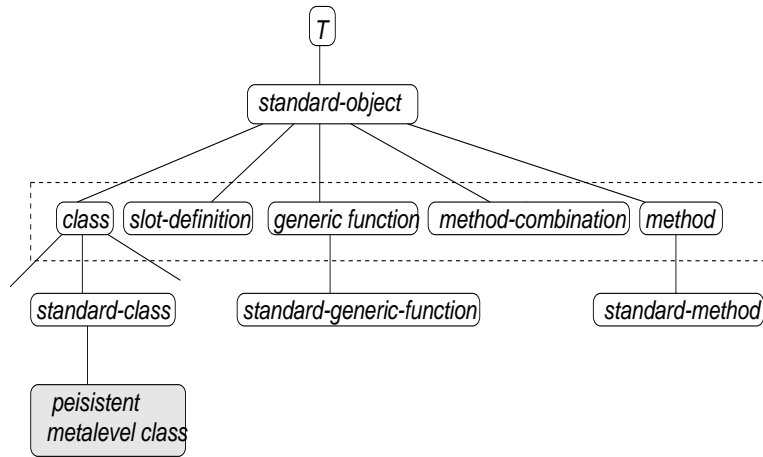 T
standard-object
class slot-definition generic function method-combination method
standard-class standard-generic-function standard-method
peisistent
metalevel class